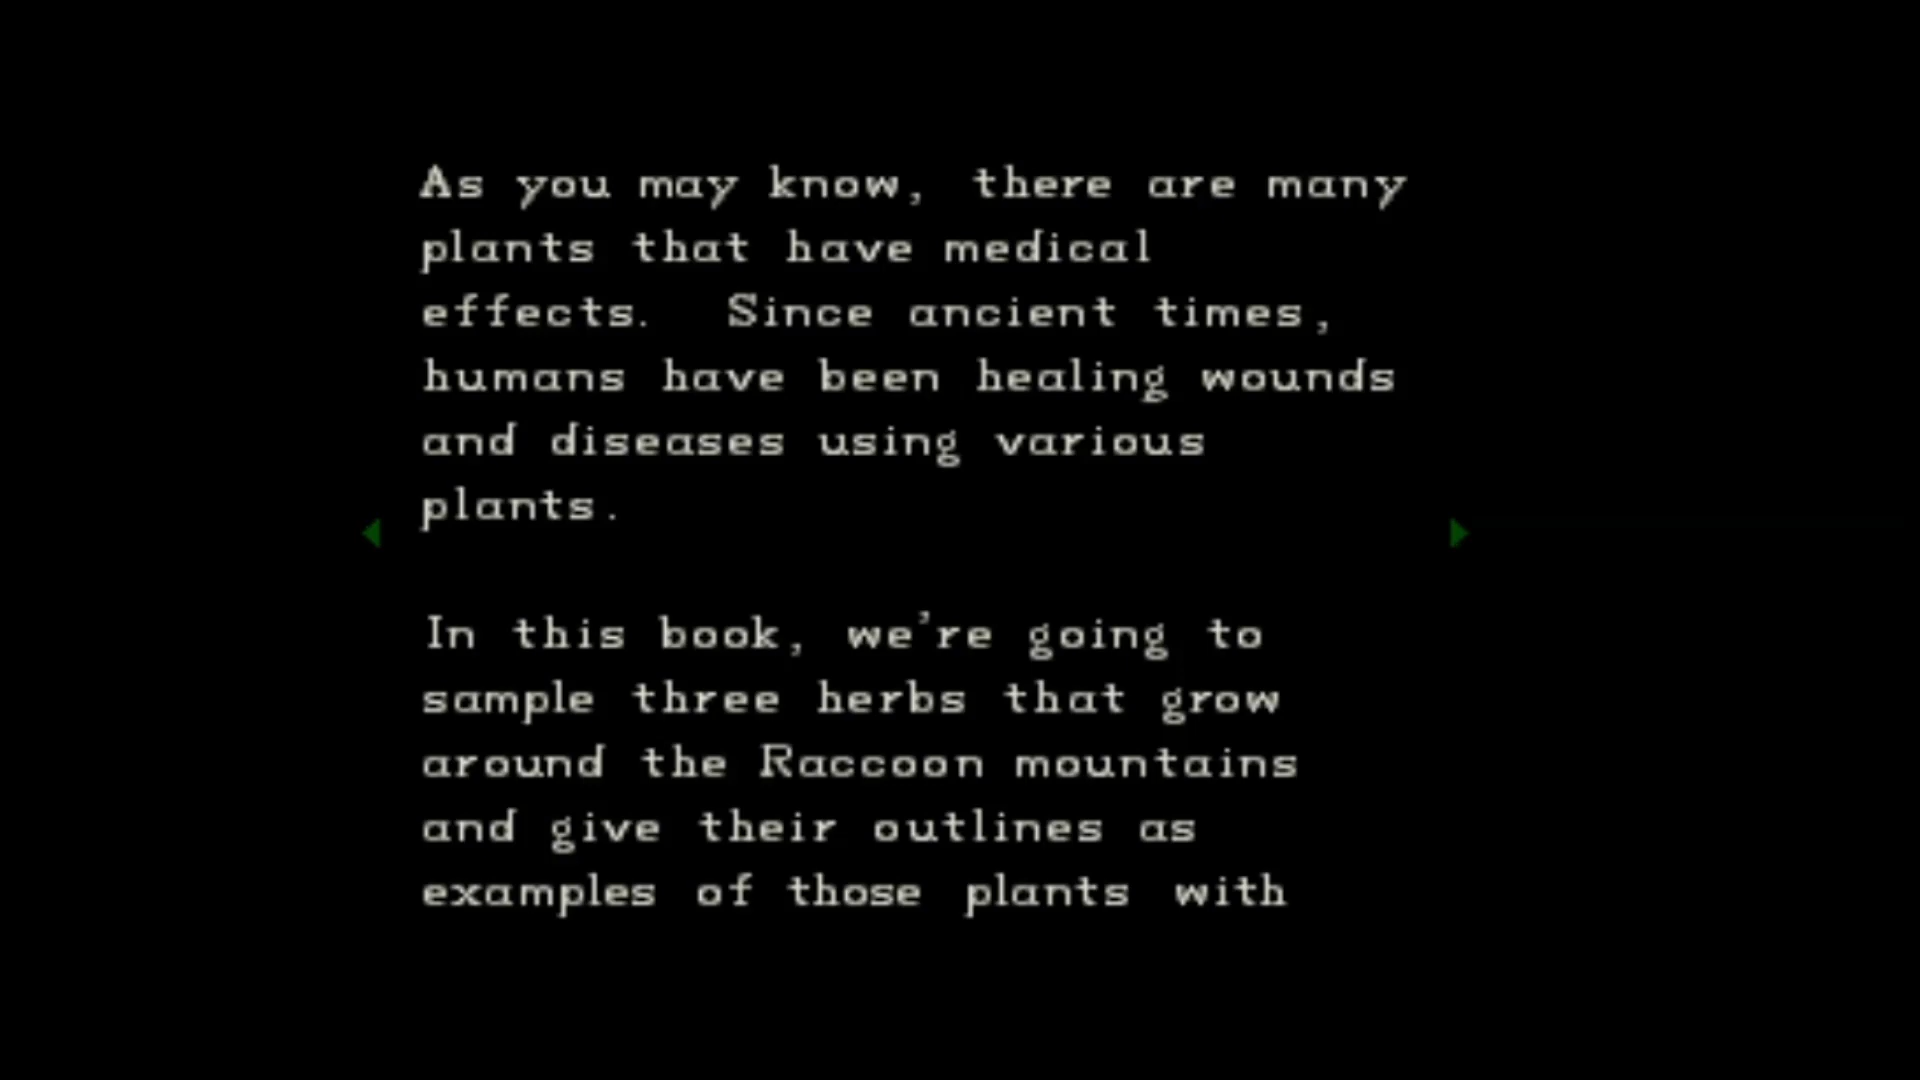 As you may know, there are many
plants that have medical
effects.  Since ancient times,
humans have been healing wounds
and diseases using various
plants.
In this book, we're going to
sample three herbs that grow
around the Raccoon mountains
and give their outlines as
examples of those plants with